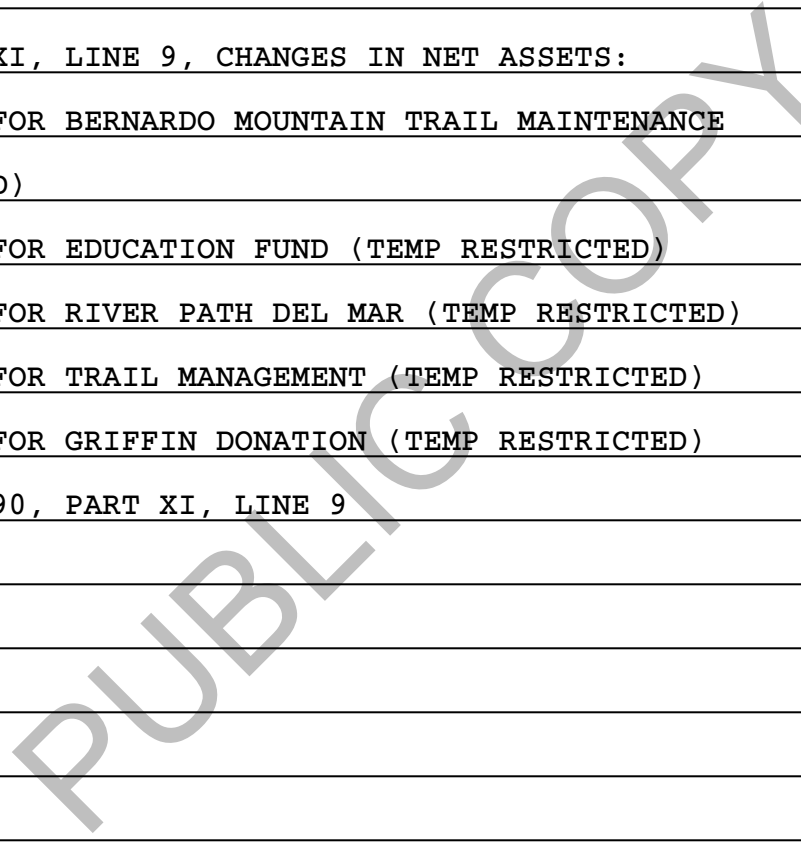 XI, LINE 9, CHANGES IN NET ASSETS:
FOR BERNARDO MOUNTAIN TRAIL MAINTENANCE
D)
FOR EDUCATION FUND (TEMP RESTRICTED)
FOR RIVER PATH DEL MAR (TEMP RESTRICTED)
FOR TRAIL MANAGEMENT (TEMP RESTRICTED)
FOR GRIFFIN DONATION (TEMP RESTRICTED)
90, PART XI, LINE 9
PUBLIC COPY